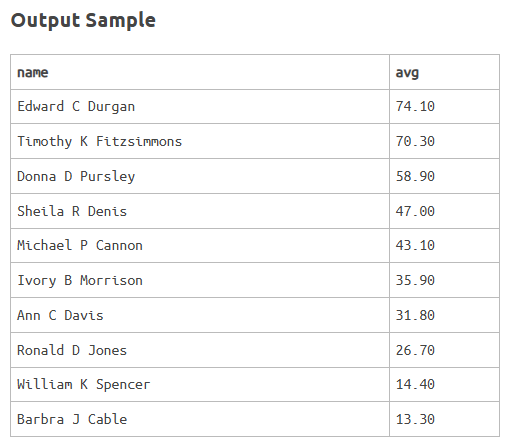 Output Sample
name avg
Edward C Durgan 74.10
Timothy K Fitzsimmons 70.30
Donna D Pursley 58.90
Sheila R Denis 47.00
Michael P Cannon 43.10
Ivory B Morrison 35.90
Ann C Davis 31.80
Ronald D Jones 26.70
William K Spencer 14.40
Barbra J Cable 13.30